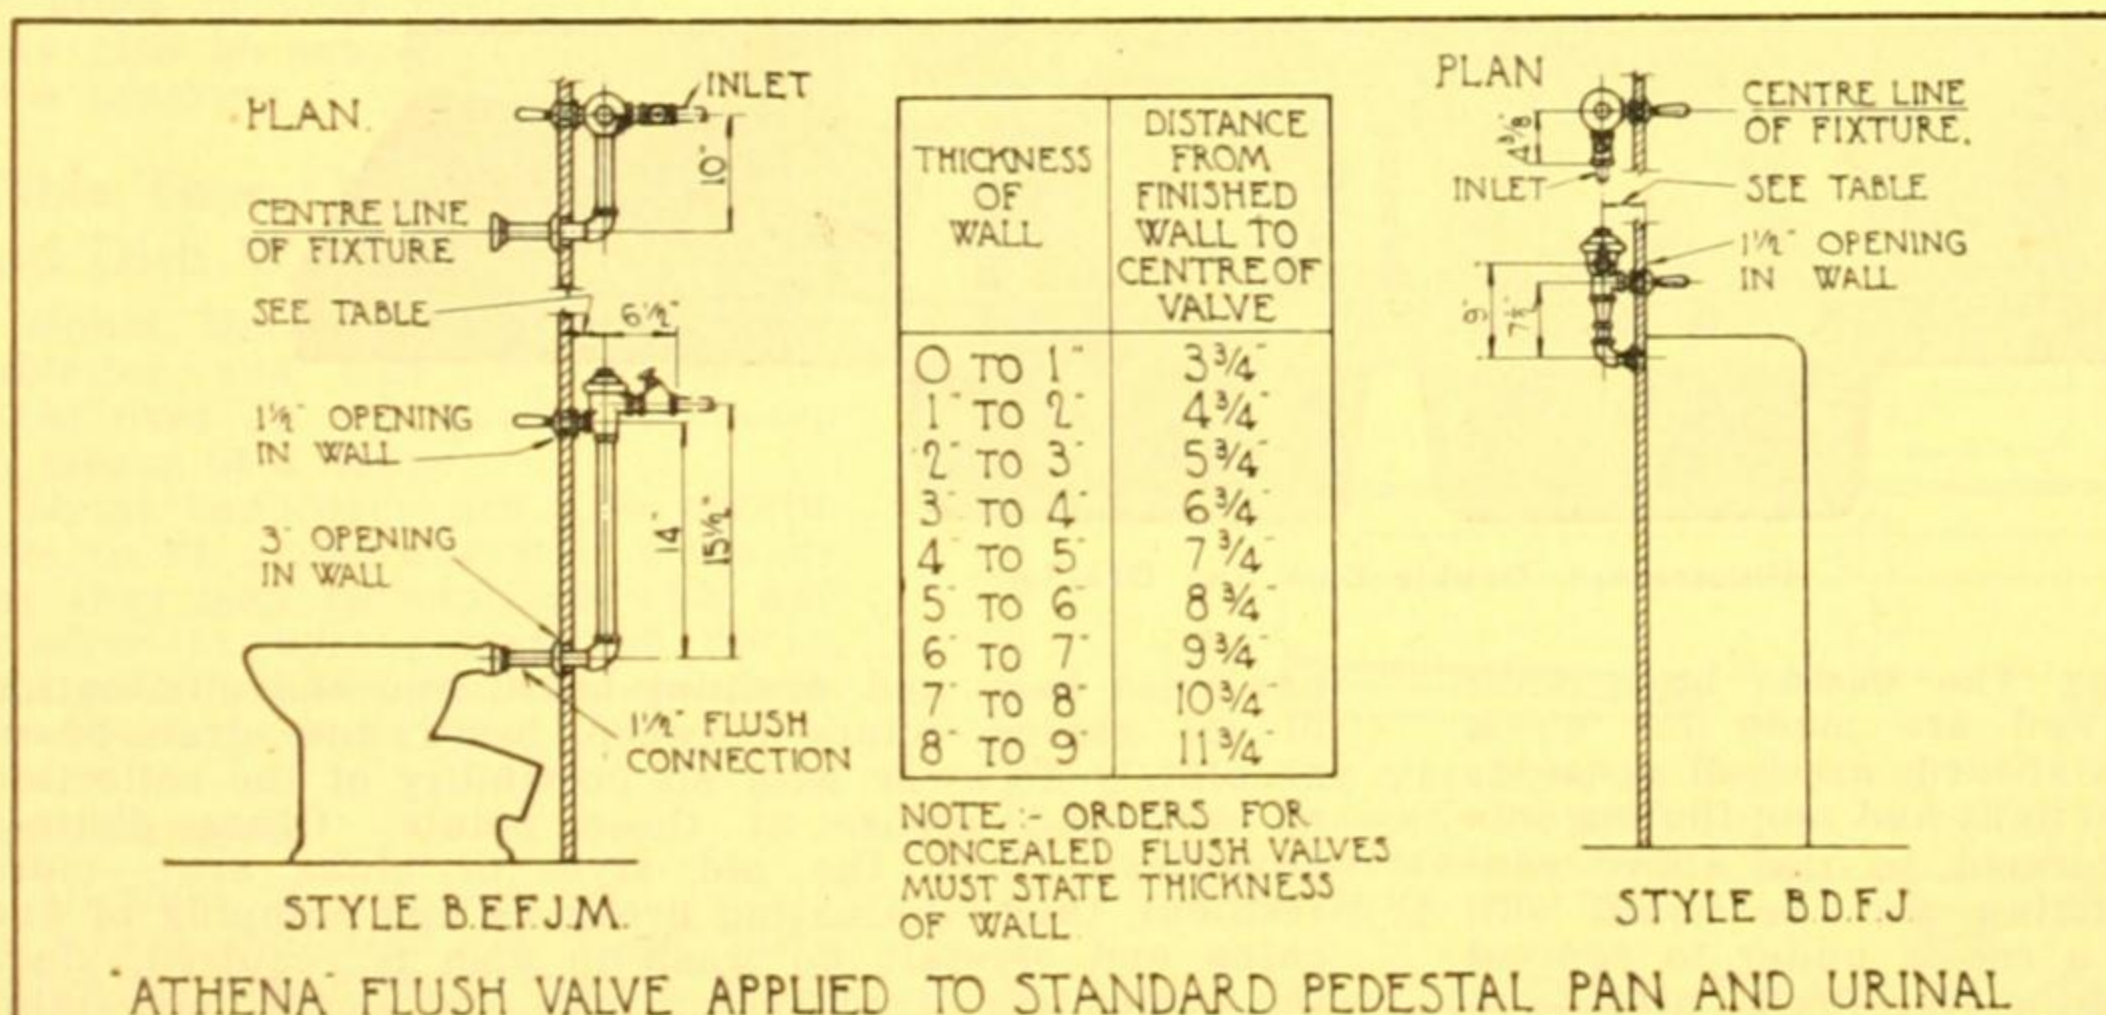 PLAN.
INLET
10"
CENTRE LINE
OF FIXTURE
SEE TABLE
6½"
1½" OPENING
IN WALL
3" OPENING
IN WALL
14"
15½"
1½" FLUSH
CONNECTION
STYLE B.E.F.J.M.
THICKNESS
OF
WALL
DISTANCE
FROM
FINISHED
WALL TO
CENTRE OF
VALVE
0 TO 1" 3¾"
1" TO 2" 4¾"
2" TO 3" 5¾"
3" TO 4" 6¾"
4" TO 5" 7¾"
5" TO 6" 8¾"
6" TO 7" 9¾"
7" TO 8" 10¾"
8" TO 9" 11¾"
NOTE :- ORDERS FOR
CONCEALED FLUSH VALVES
MUST STATE THICKNESS
OF WALL
PLAN
CENTRE LINE
OF FIXTURE.
4⅜"
INLET
SEE TABLE
1½" OPENING
IN WALL
9"
7½"
STYLE B.D.F.J.
"ATHENA" FLUSH VALVE APPLIED TO STANDARD PEDESTAL PAN AND URINAL